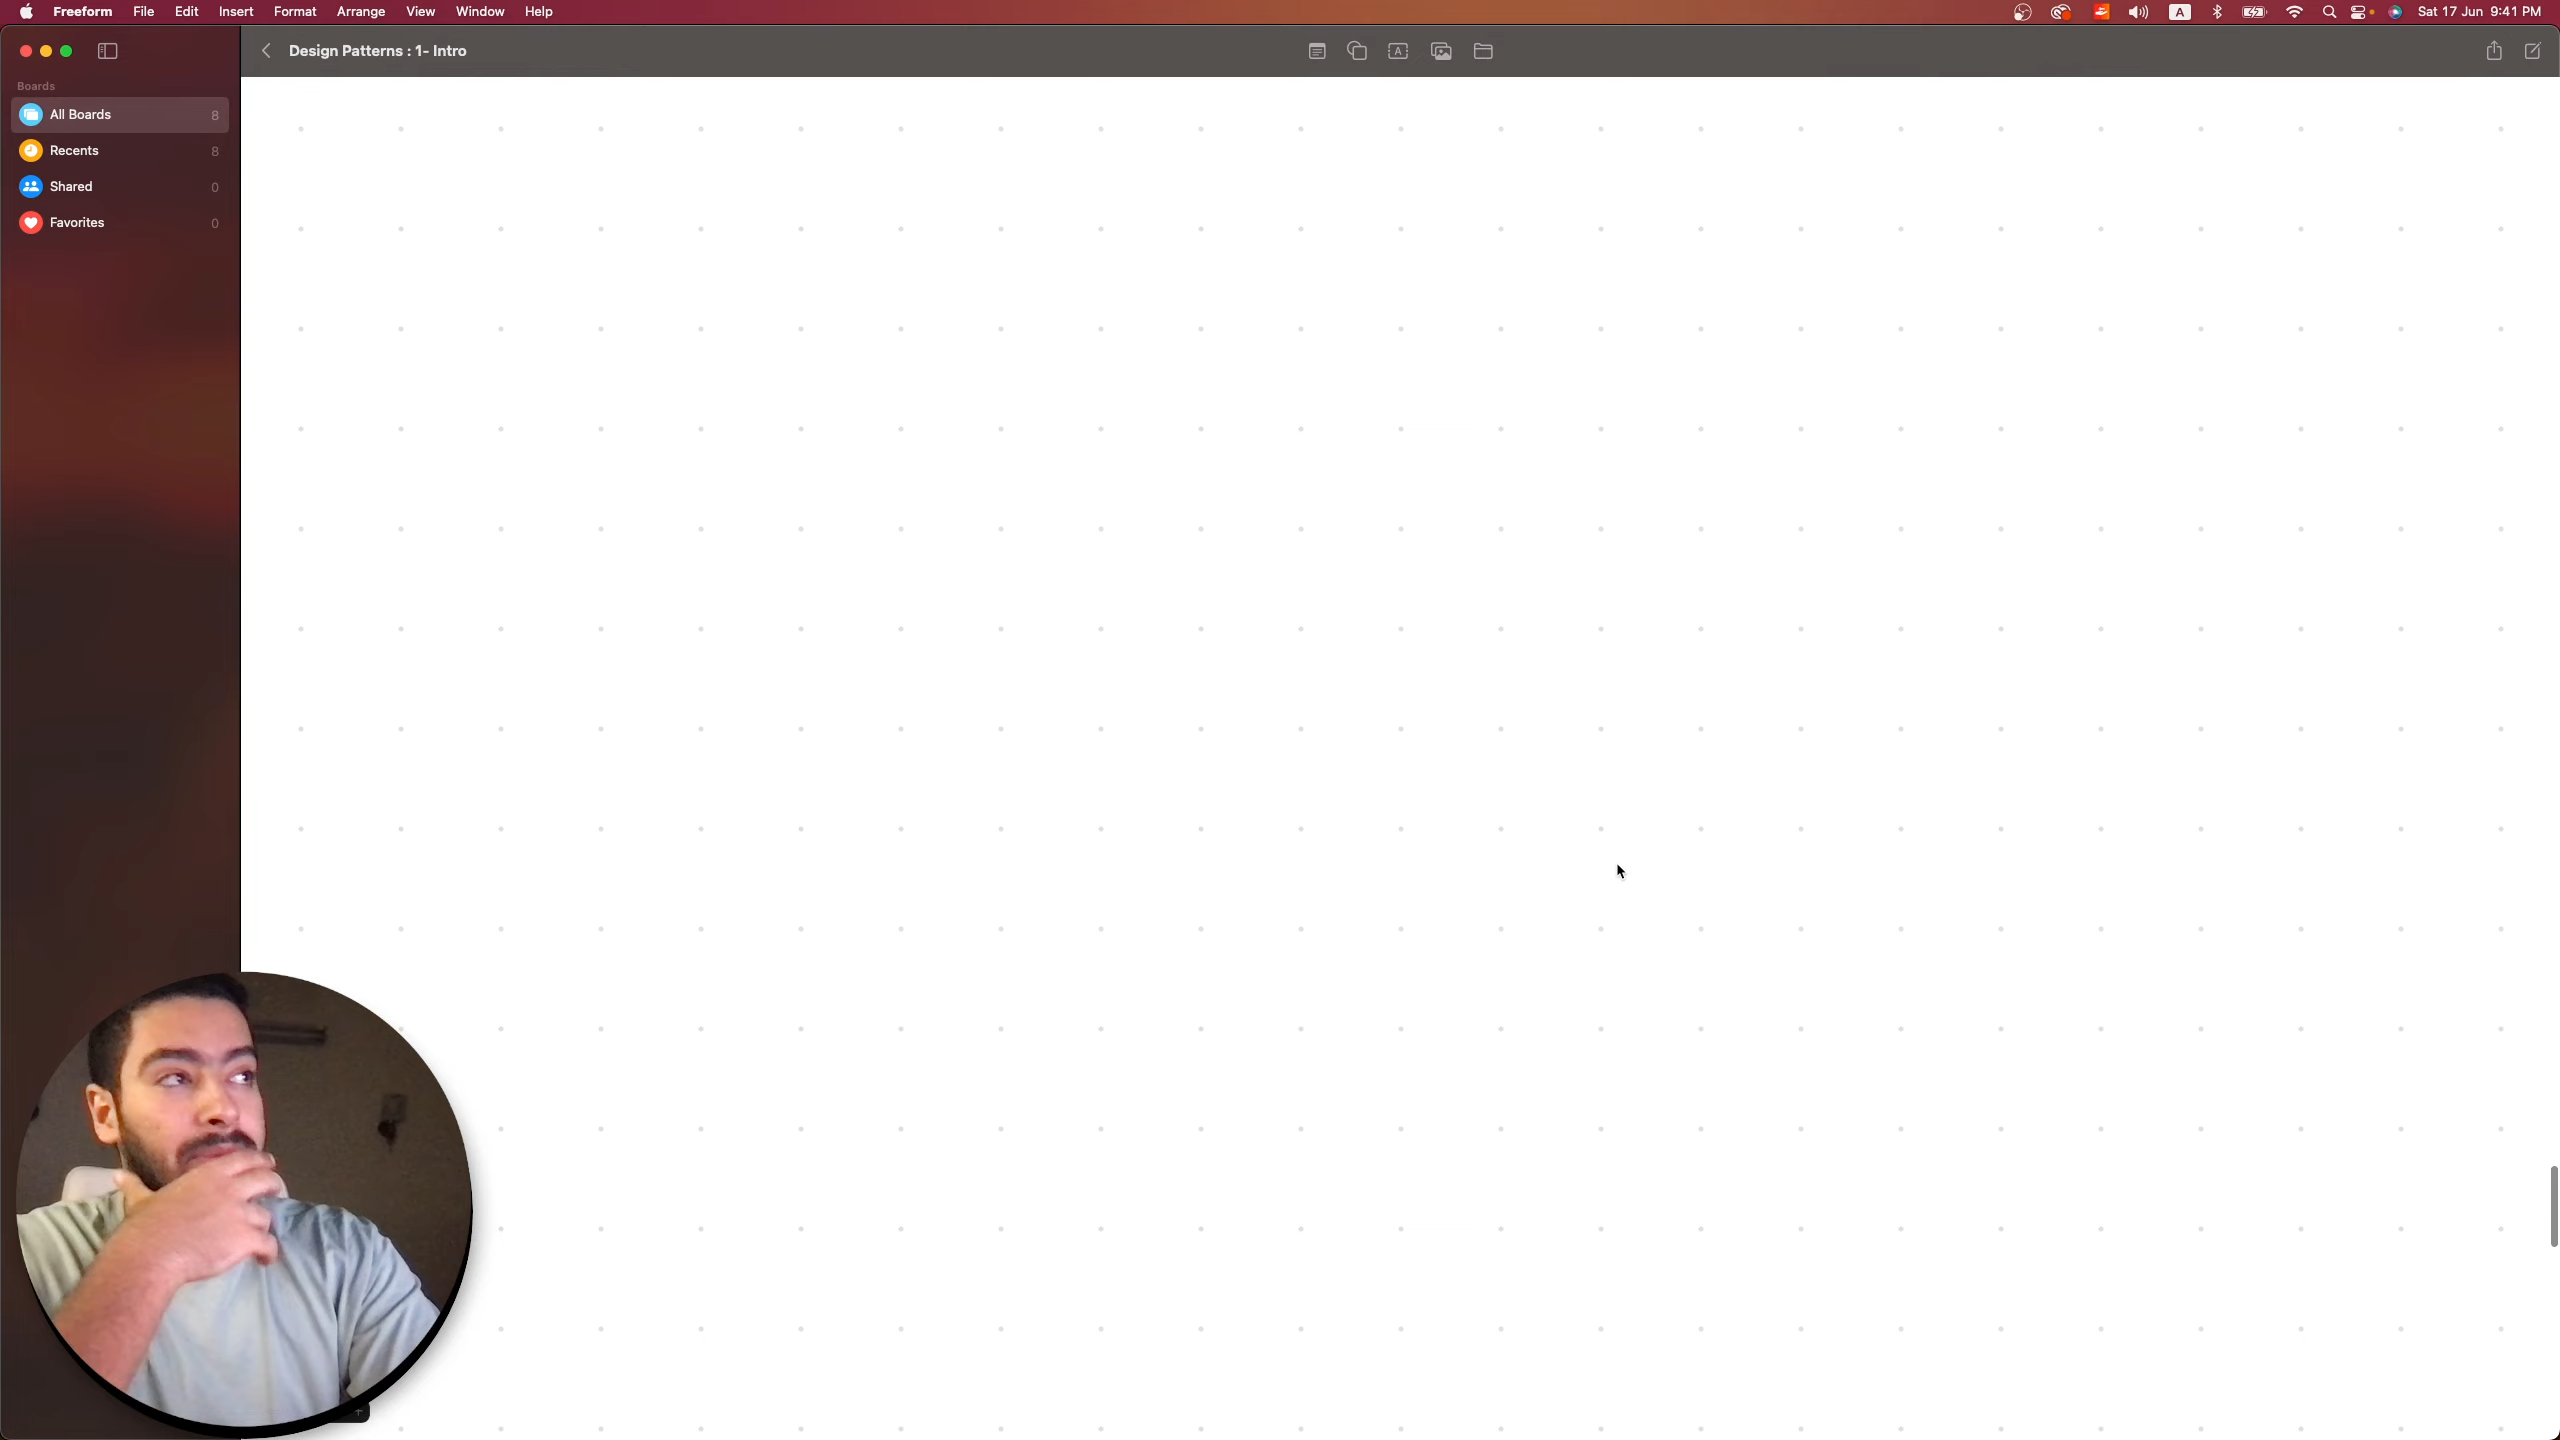 Freeform File Edit Insert Format Arrange View Window Help
A
Sat 17 Jun 9:41 PM
Design Patterns : 1- Intro
A
Boards
All Boards 8
Recents 8
Shared 0
Favorites 0